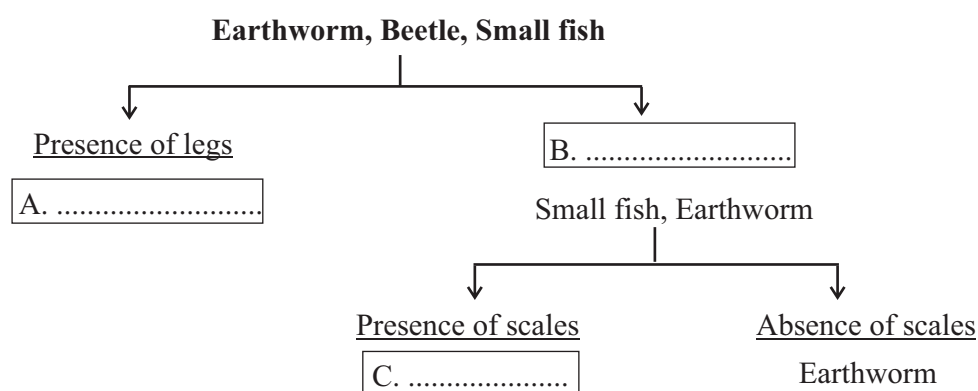 Earthworm, Beetle, Small fish
Presence of legs
B. ...........................
A. ...........................
Small fish, Earthworm
Presence of scales Absence of scales
C. ........................ Earthworm